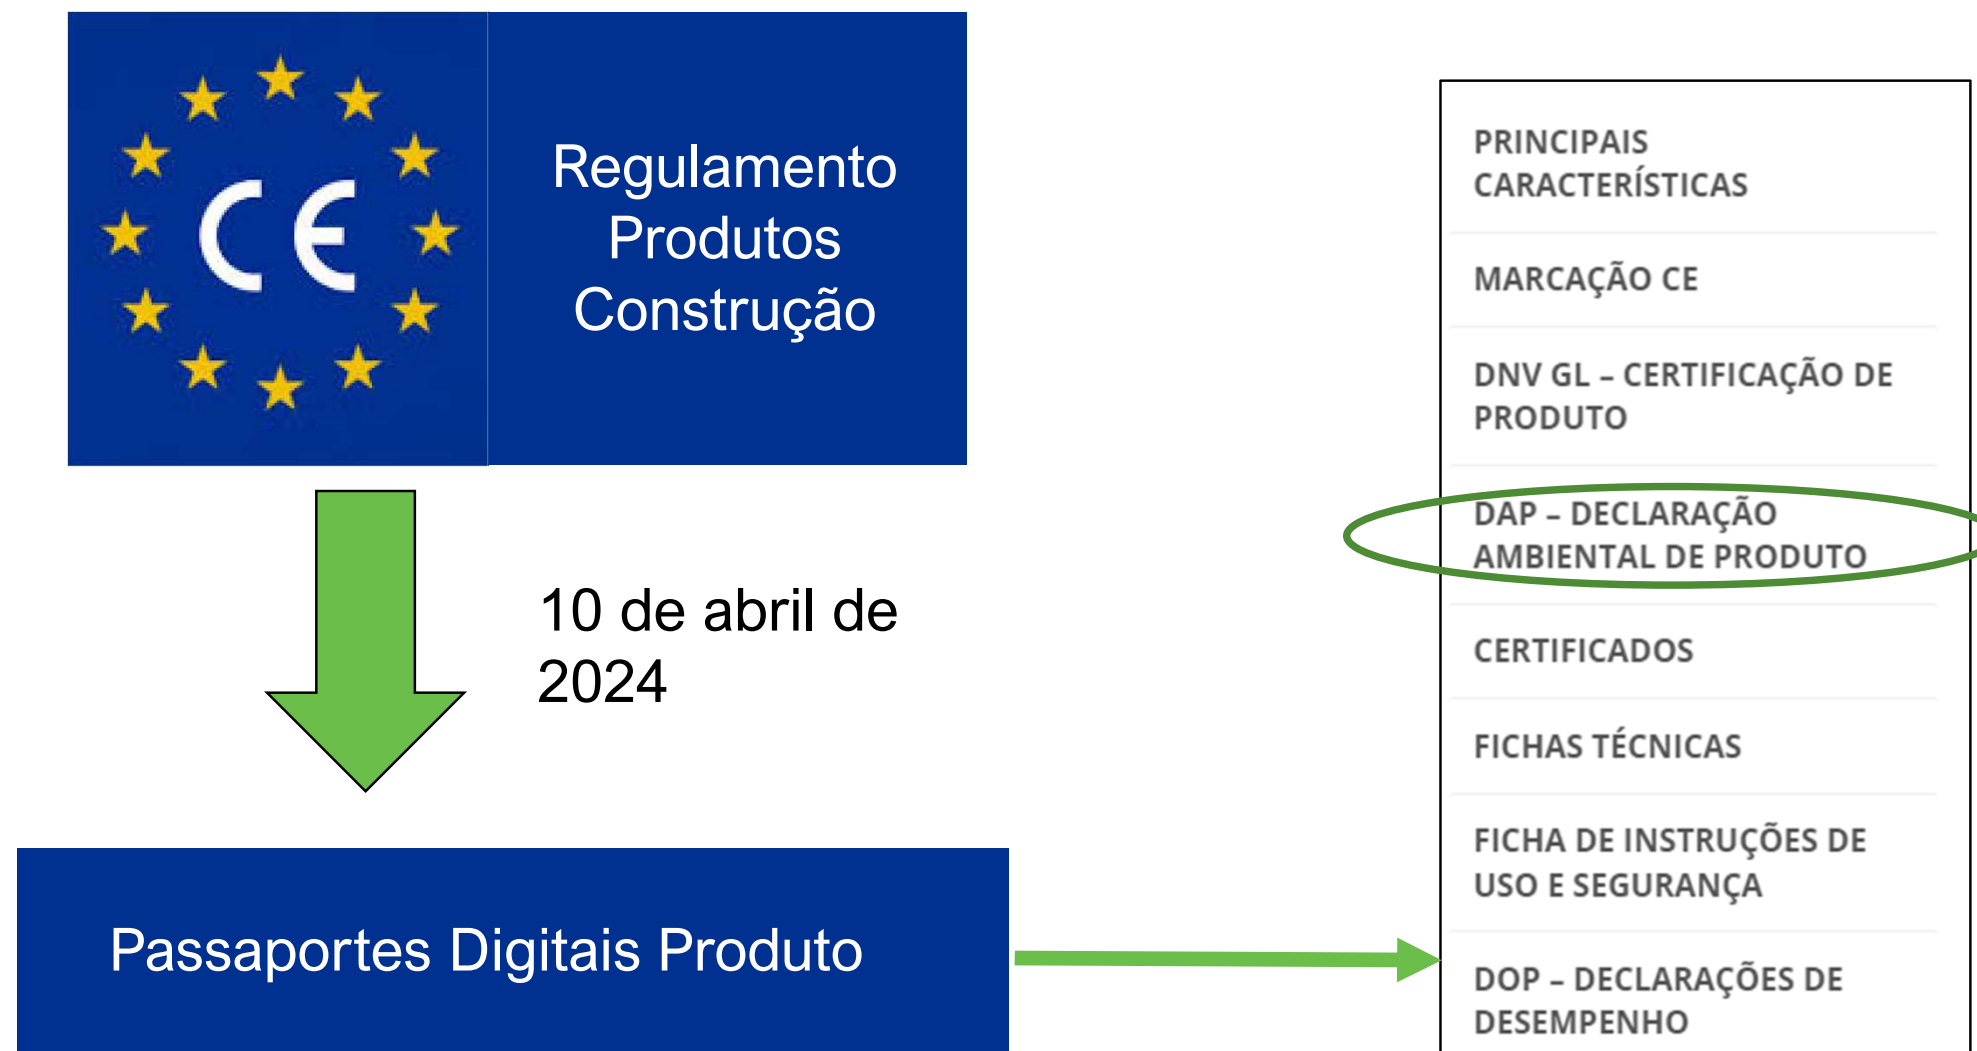 CE
Regulamento
Produtos
Construção
10 de abril de
2024
Passaportes Digitais Produto
PRINCIPAIS
CARACTERÍSTICAS
MARCAÇÃO CE
DNV GL – CERTIFICAÇÃO DE
PRODUTO
DAP – DECLARAÇÃO
AMBIENTAL DE PRODUTO
CERTIFICADOS
FICHAS TÉCNICAS
FICHA DE INSTRUÇÕES DE
USO E SEGURANÇA
DOP – DECLARAÇÕES DE
DESEMPENHO